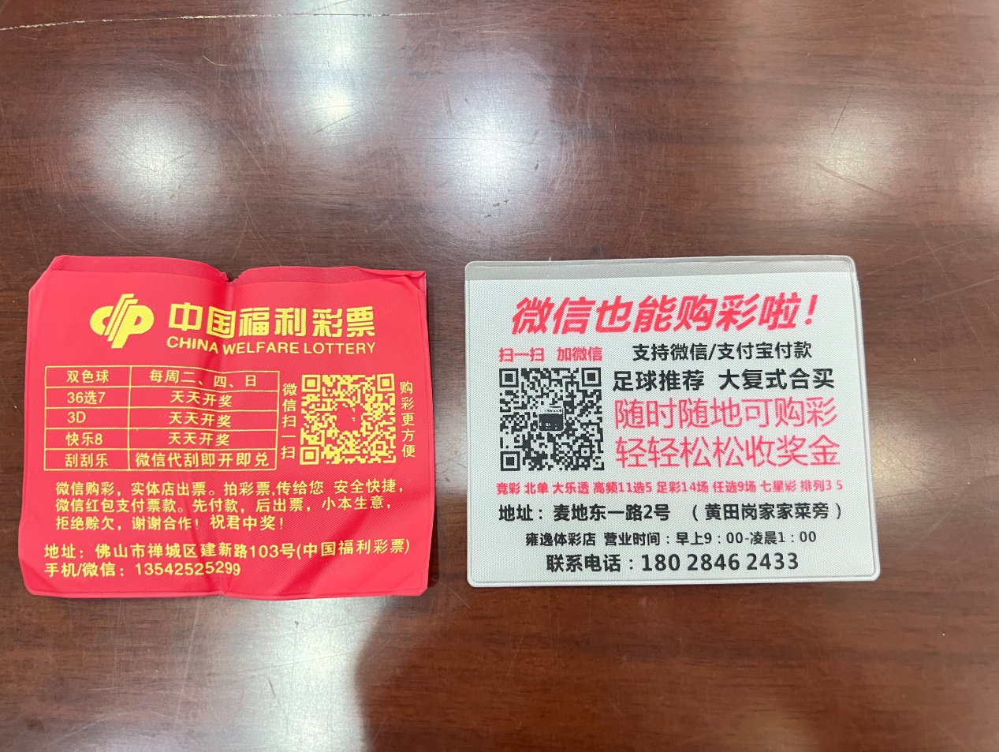 中国福利彩票
CHINA WELFARE LOTTERY
双色球 每周二、四、日
36选7 天天开奖
3D 天天开奖
快乐8 天天开奖
刮刮乐 微信代刮即开即兑
微信扫一扫
购彩更方便
微信购彩，实体店出票。拍彩票,传给您 安全快捷，
微信红包支付票款。先付款，后出票，小本生意，
拒绝赊欠，谢谢合作！祝君中奖！
地址：佛山市禅城区建新路103号(中国福利彩票)
手机/微信：13542525299
微信也能购彩啦！
扫一扫 加微信
支持微信/支付宝付款
足球推荐 大复式合买
随时随地可购彩
轻轻松松收奖金
竞彩 北单 大乐透 高频11选5 足彩14场 任选9场 七星彩 排列3 5
地址：麦地东一路2号 （黄田岗家家菜旁）
雍逸体彩店 营业时间：早上9：00-凌晨1：00
联系电话：180 2846 2433